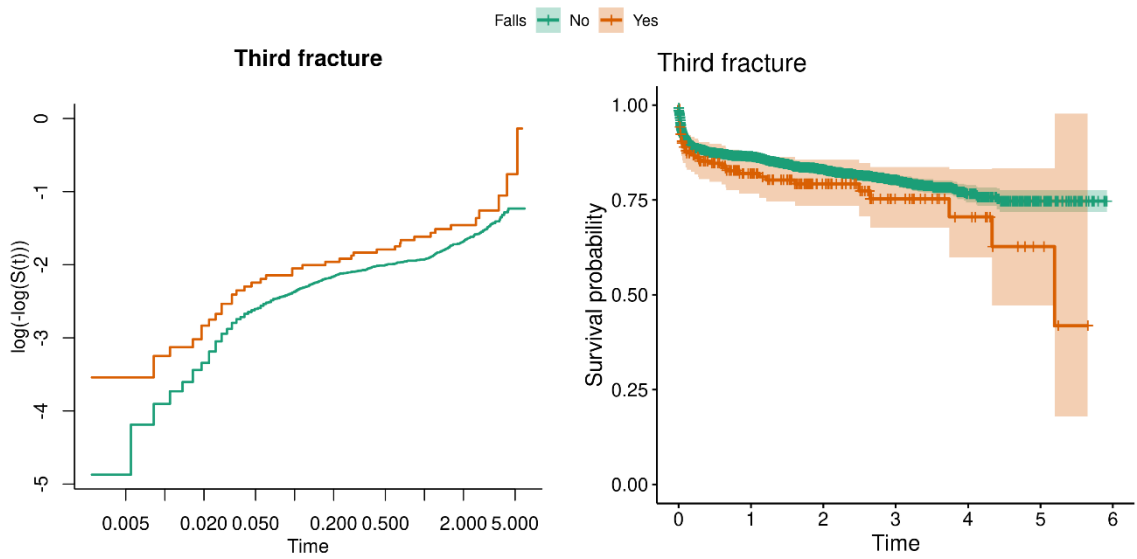 Falls No Yes
Third fracture
log(-log(S(t)))
0
-1
-2
-3
-4
-5
0.005 0.020 0.050 0.200 0.500 2.000 5.000
Time
Third fracture
Survival probability
1.00
0.75
0.50
0.25
0.00
0 1 2 3 4 5 6
Time